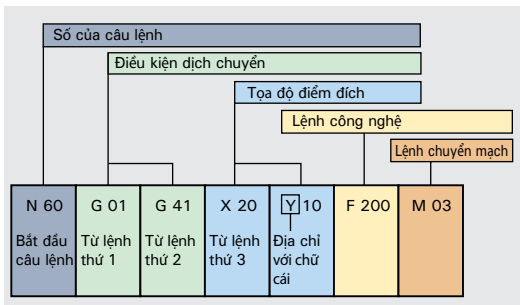 Số của câu lệnh
Điều kiện dịch chuyển
Tọa độ điểm đích
Lệnh công nghệ
Lệnh chuyển mạch
N 60
G 01
G 41
X 20
Y 10
F 200
M 03
Bắt đầu
câu lệnh
Từ lệnh
thứ 1
Từ lệnh
thứ 2
Từ lệnh
thứ 3
Địa chỉ
với chữ
cái